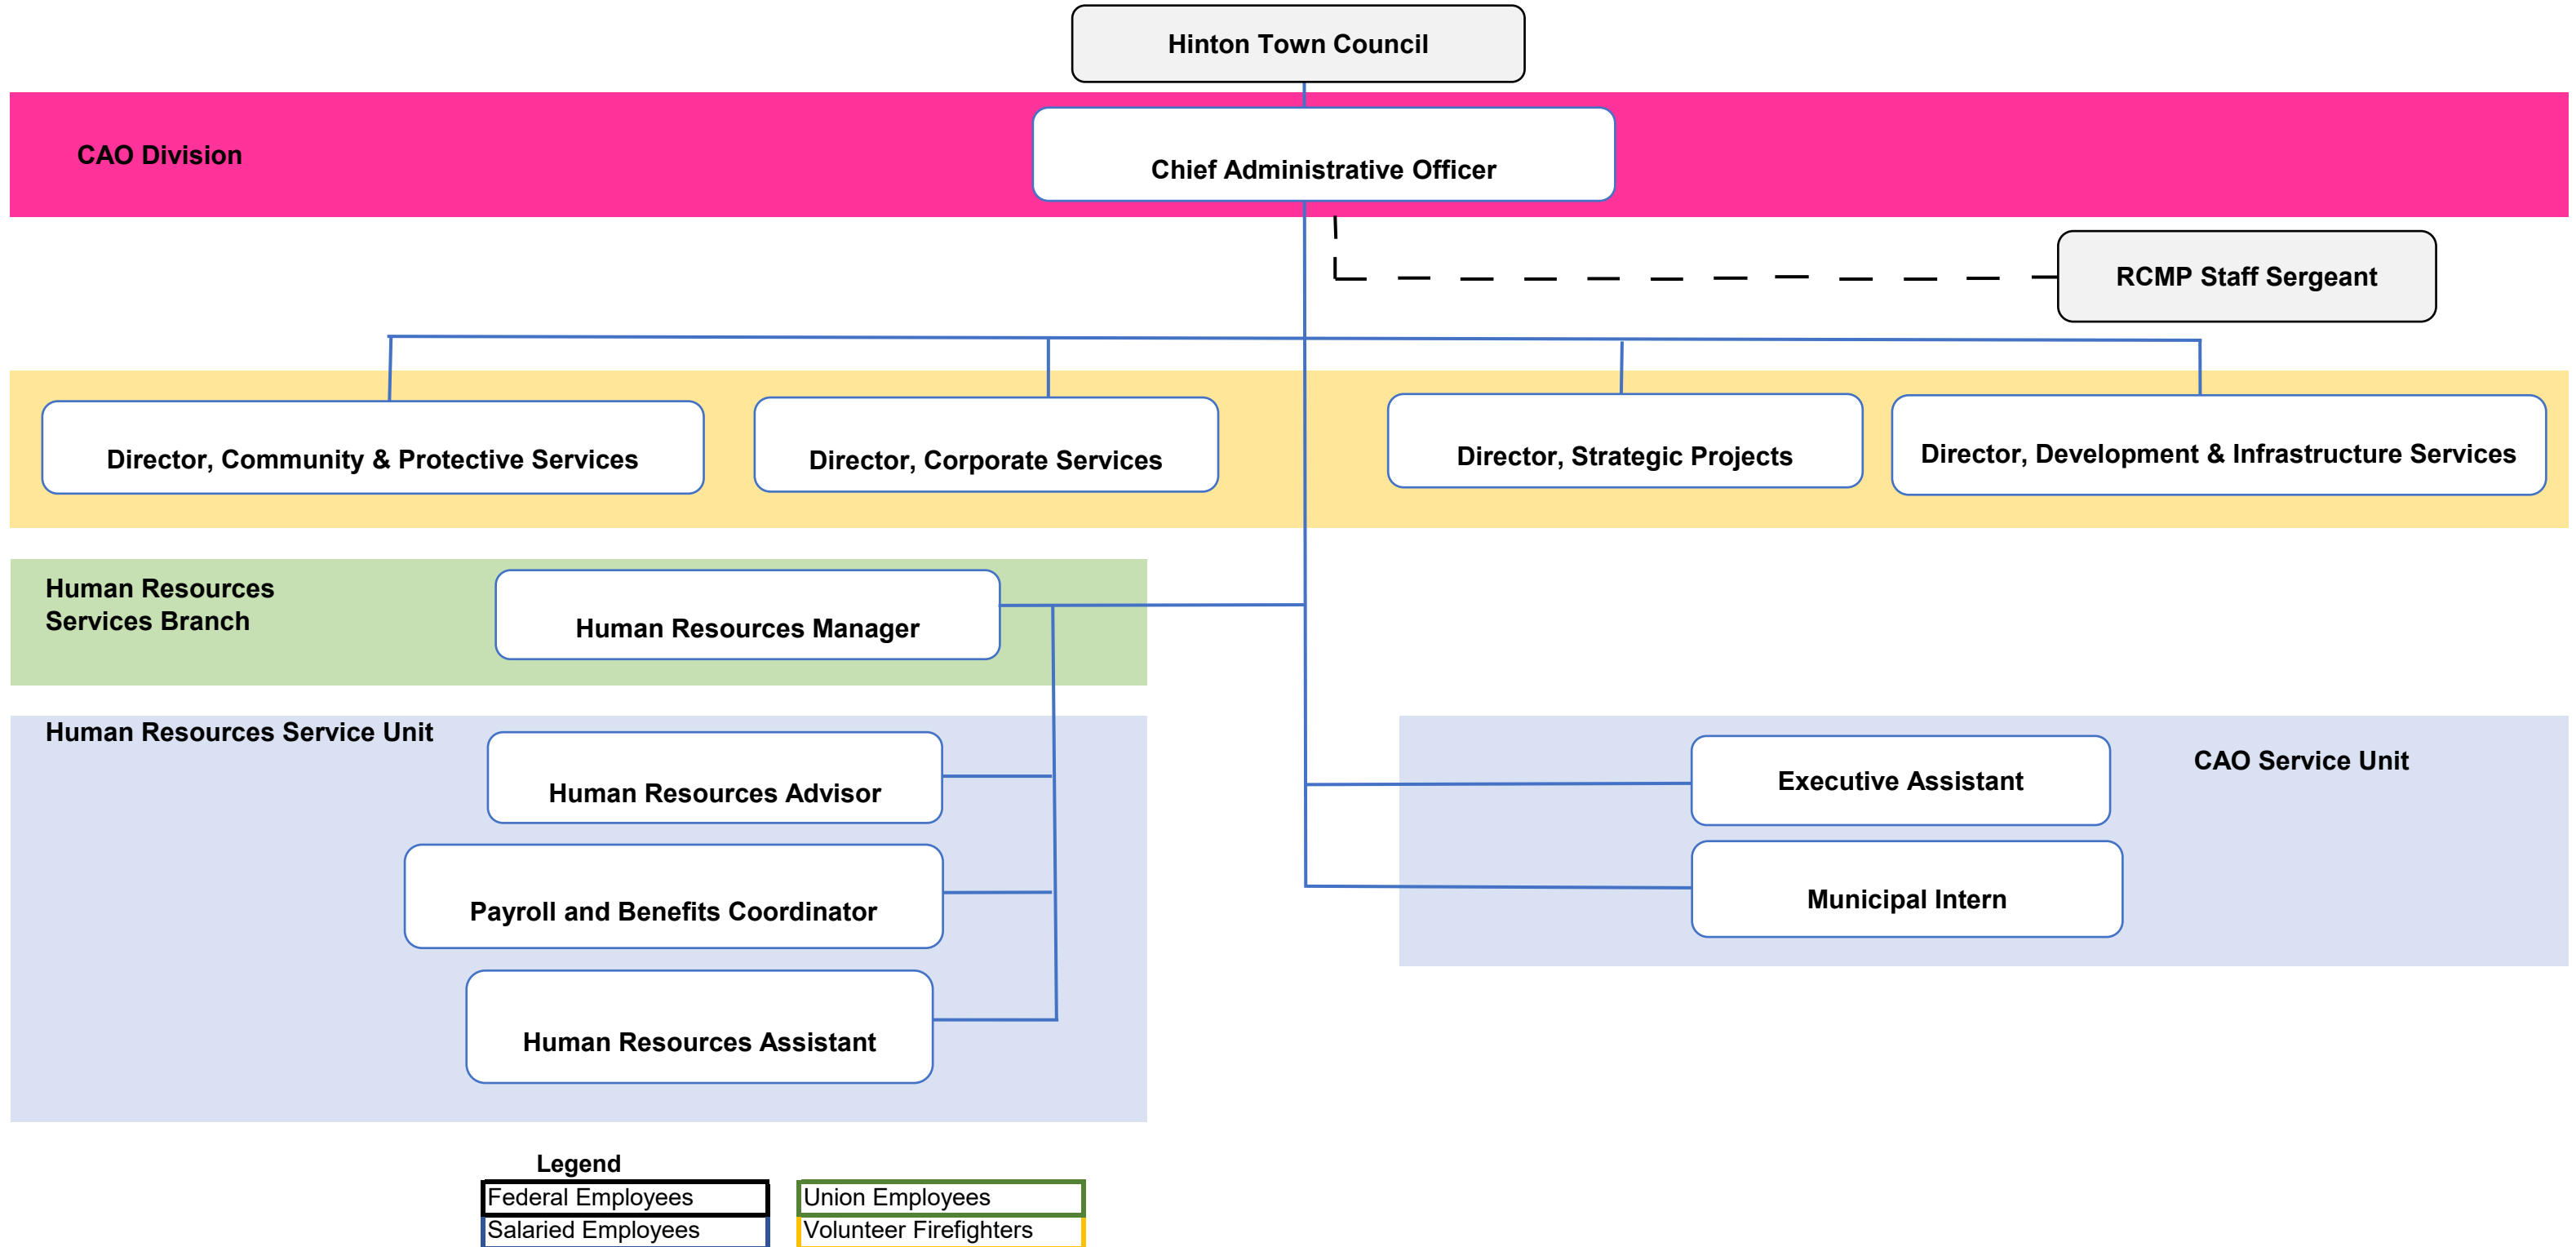 Hinton Town Council
CAO Division
Chief Administrative Officer
RCMP Staff Sergeant
Director, Community & Protective Services
Director, Corporate Services
Director, Strategic Projects
Director, Development & Infrastructure Services
Human Resources
Services Branch
Human Resources Manager
Human Resources Service Unit
Human Resources Advisor
Payroll and Benefits Coordinator
Human Resources Assistant
Executive Assistant
CAO Service Unit
Municipal Intern
Legend
Federal Employees
Union Employees
Salaried Employees
Volunteer Firefighters